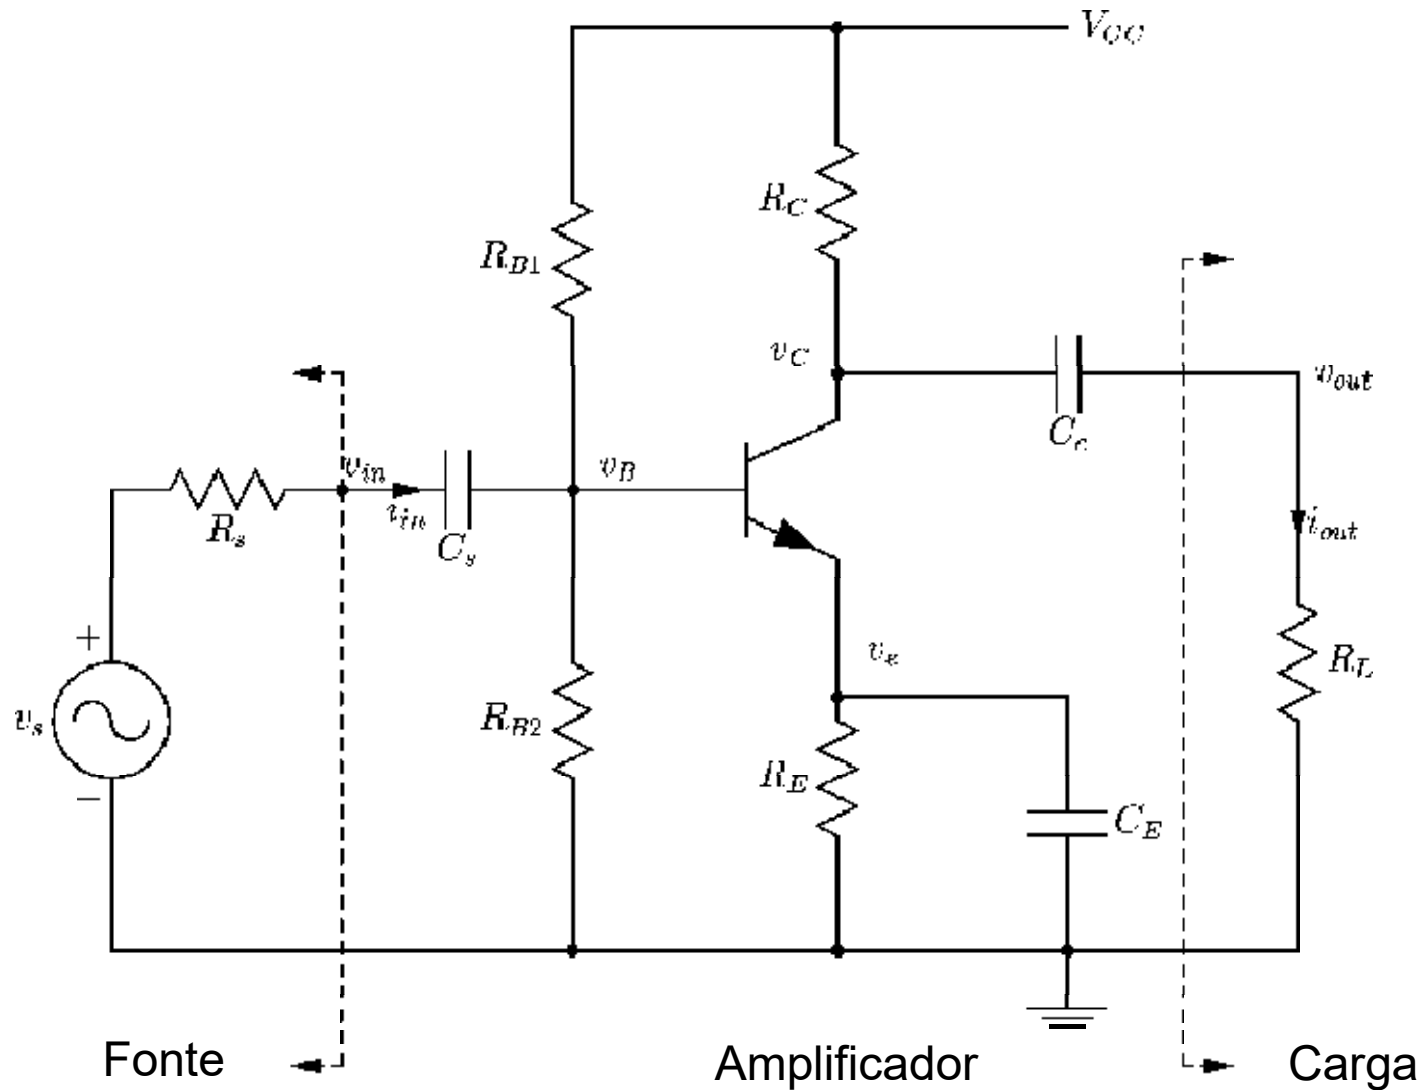 V_CC
R_C
R_B1
v_C
v_out
C_c
v_in
v_B
i_in
R_s
C_s
i_out
+
v_e
R_L
v_s
R_B2
R_E
C_E
−
Fonte
Amplificador
Carga